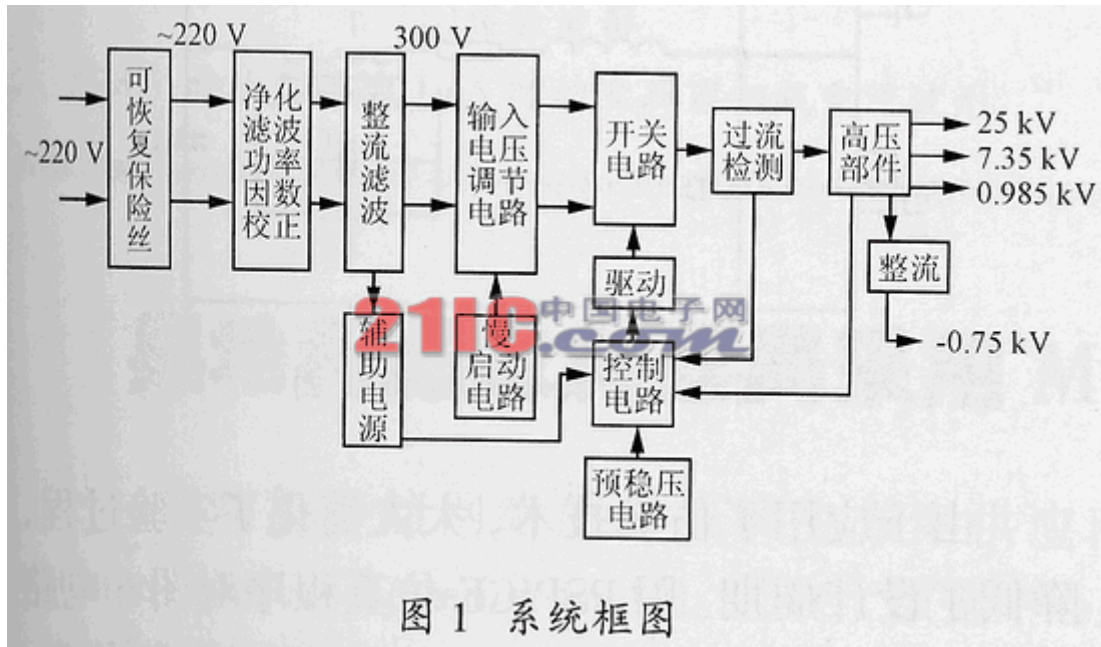 ~220 V
300 V
~220 V
可
恢
复
保
险
丝
净化
滤波
功率
因数
校正
整
流
滤
波
输入
电压
调节
电路
开关
电路
过流
检测
高压
部件
25 kV
7.35 kV
0.985 kV
整流
-0.75 kV
驱动
辅
助
电
源
慢
启动
电路
控制
电路
预稳压
电路
21IC中国电子网
.com
图 1 系统框图